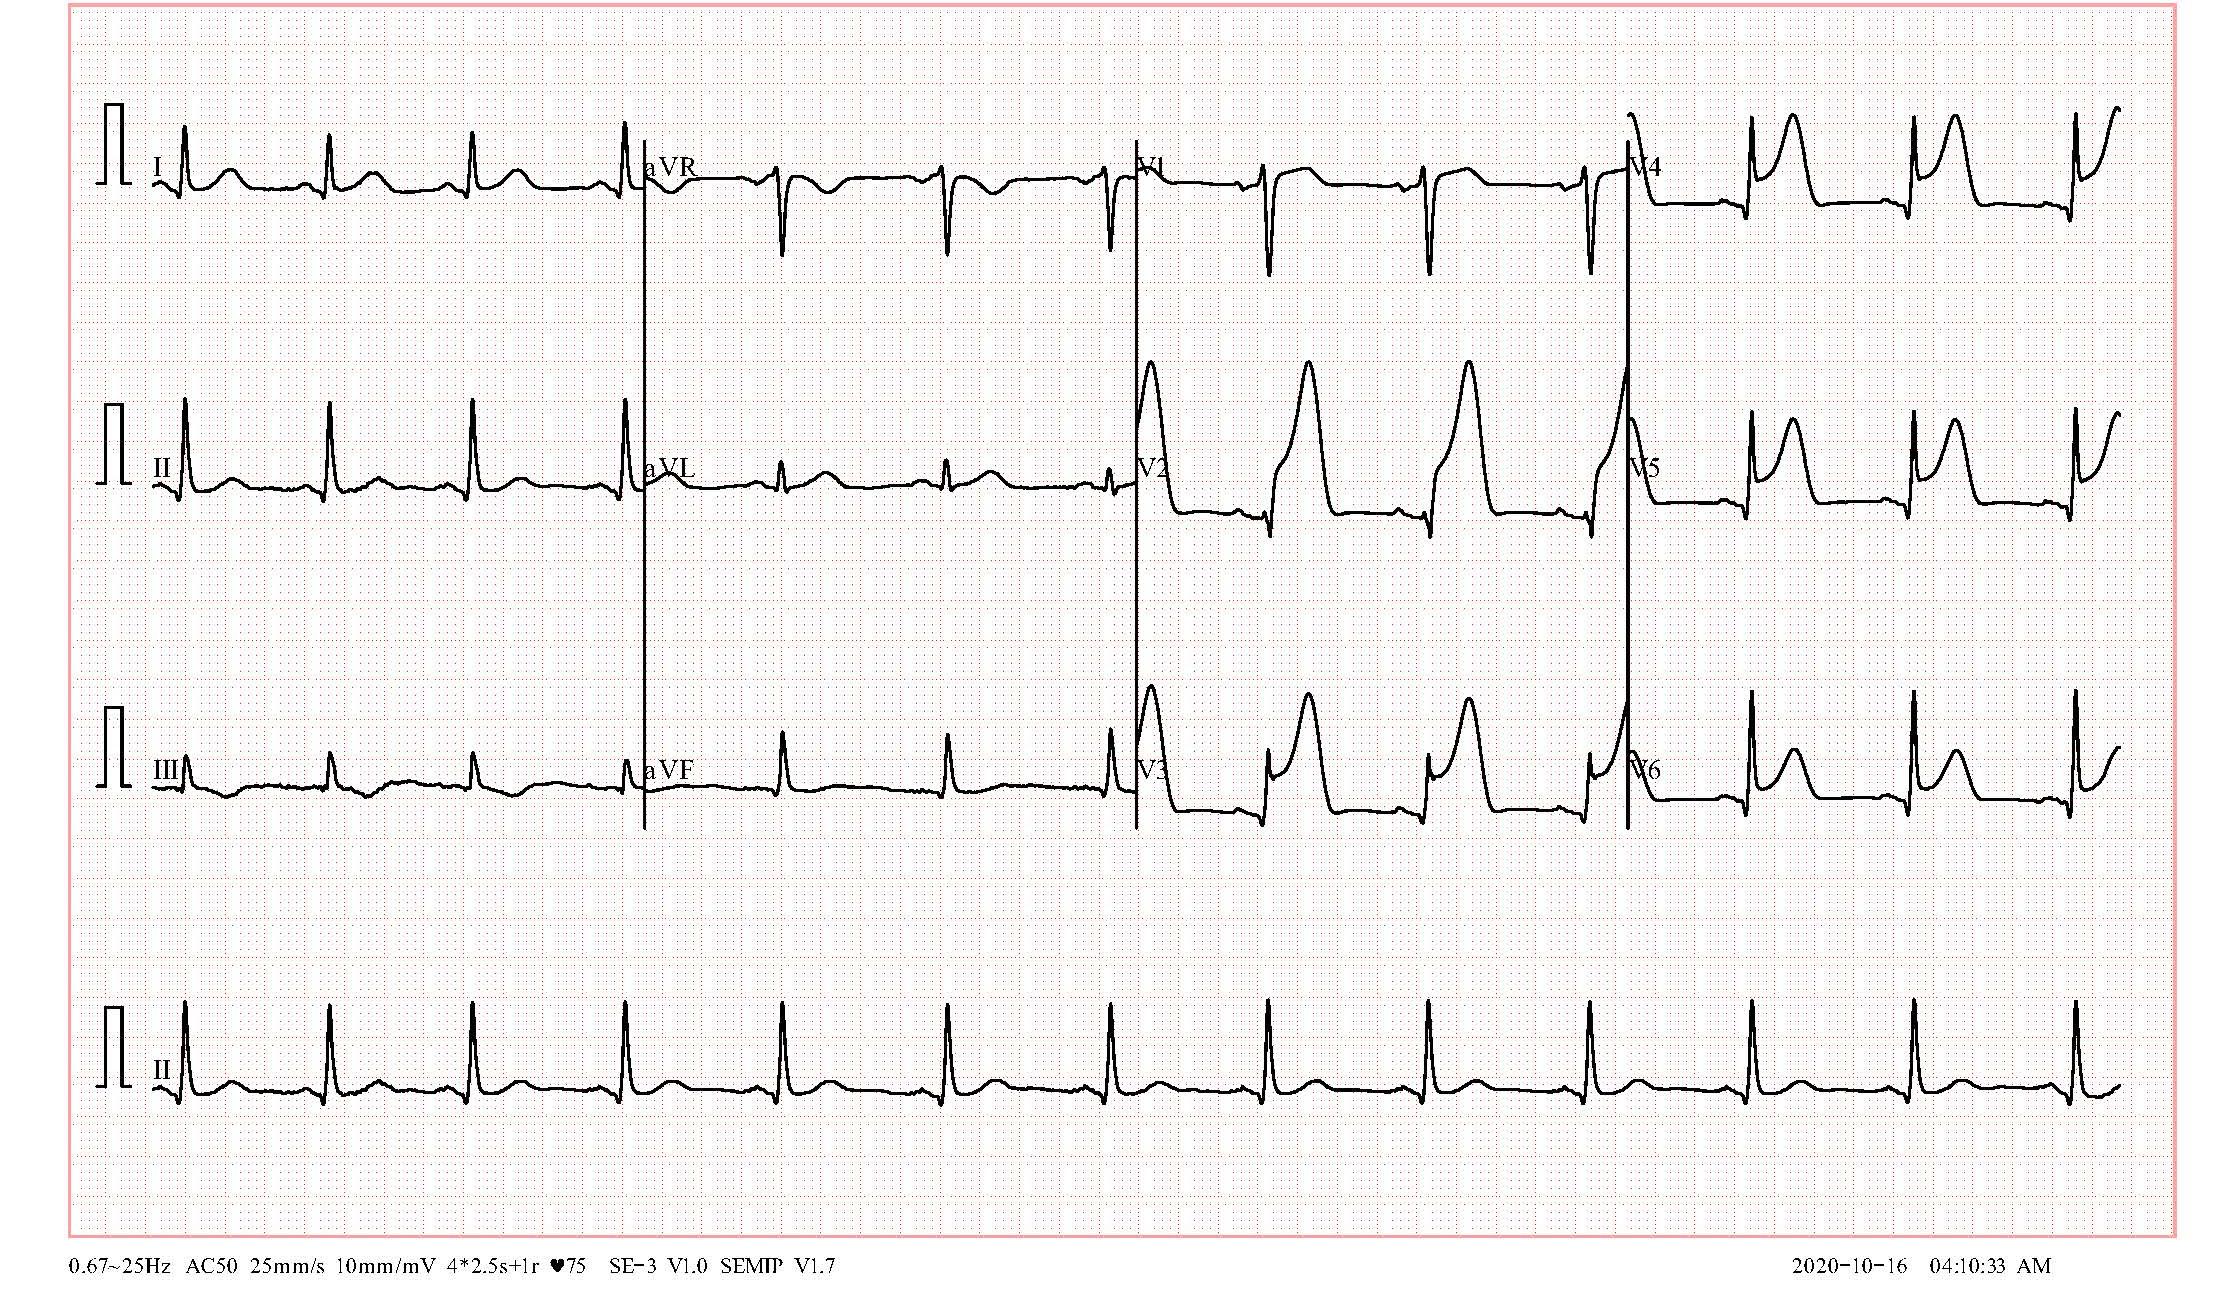 I aVR V1 V4
II aVL V2 V5
III aVF V3 V6
II
0.67~25Hz AC50 25mm/s 10mm/mV 4*2.5s+1r ♥75 SE-3 V1.0 SEMIP V1.7 2020-10-16 04:10:33 AM